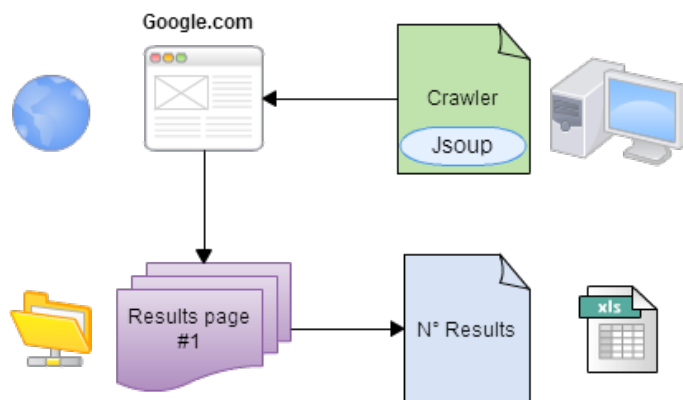 Google.com
Crawler
Jsoup
Results page
#1
N° Results
xls